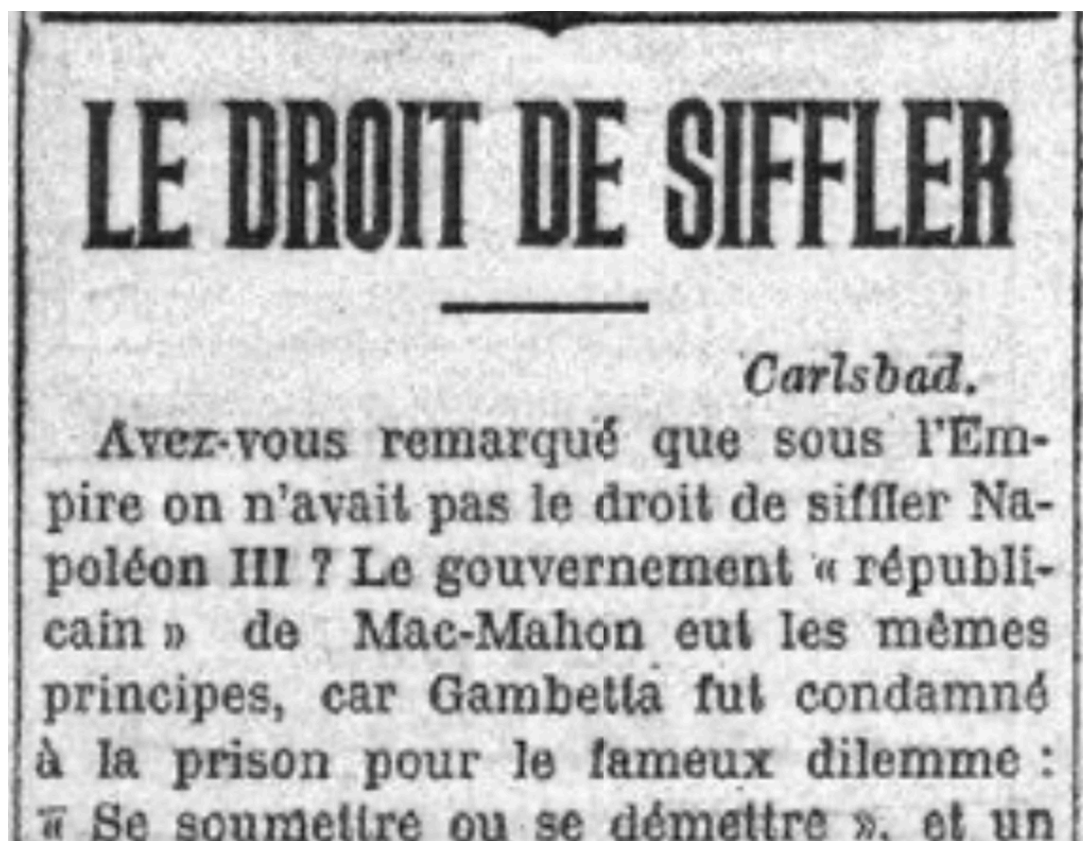 LE DROIT DE SIFFLER
Carlsbad.
Avez-vous remarqué que sous l'Em-
pire on n'avait pas le droit de siffler Na-
poléon III ? Le gouvernement « républi-
cain » de Mac-Mahon eut les mêmes
principes, car Gambetta fut condamné
à la prison pour le fameux dilemme :
« Se soumettre ou se démettre », et un